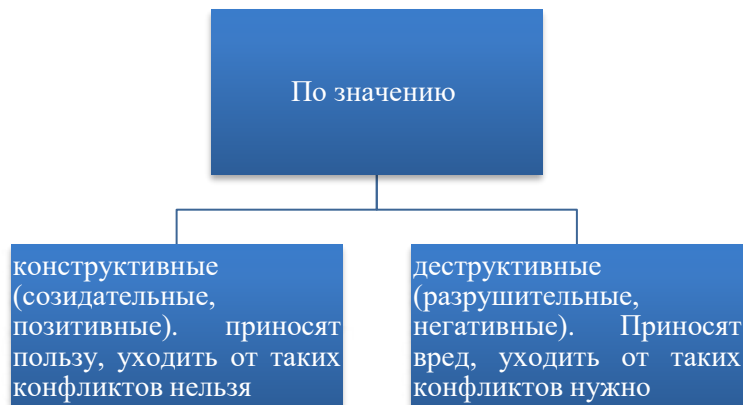 По значению
конструктивные
(созидательные,
позитивные). приносят
пользу, уходить от таких
конфликтов нельзя
деструктивные
(разрушительные,
негативные). Приносят
вред, уходить от таких
конфликтов нужно